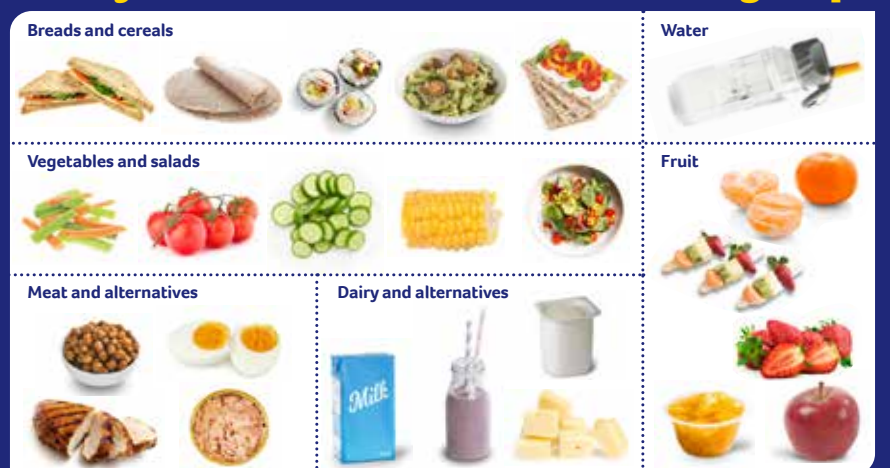 Breads and cereals
Water
Vegetables and salads
Fruit
Meat and alternatives
Dairy and alternatives
Milk